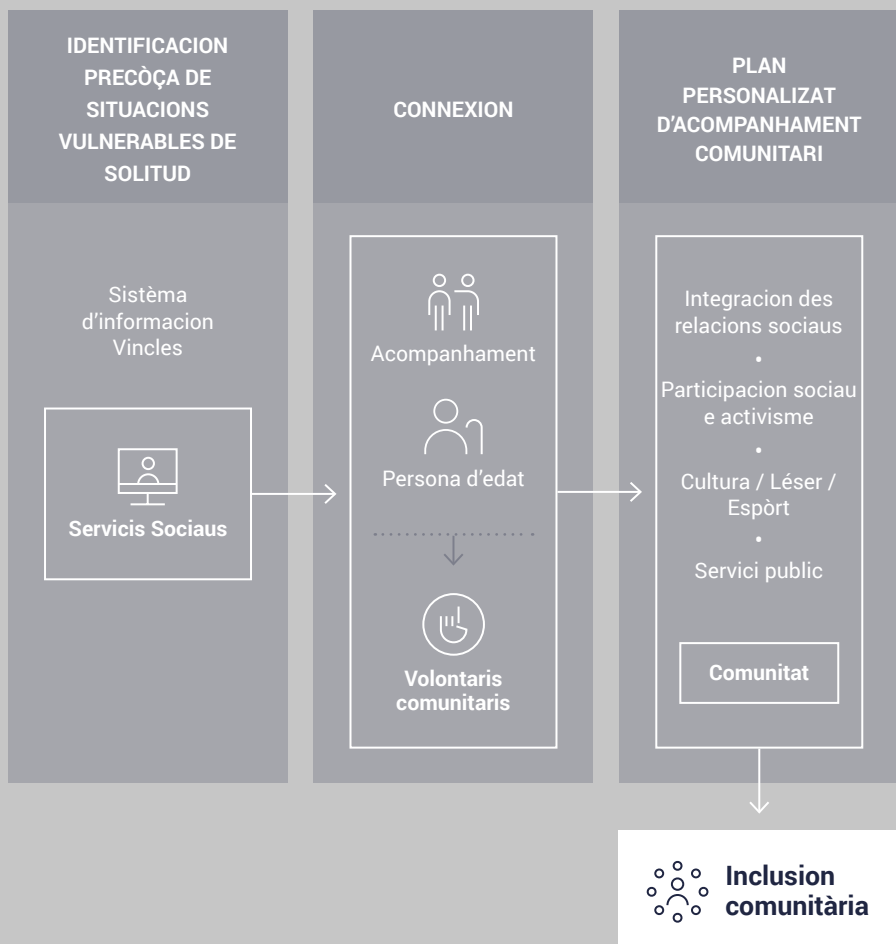 IDENTIFICACION
PRECÒÇA DE
SITUACIONS
VULNERABLES DE
SOLITUD
Sistèma
d'informacion
Vincles
Servicis Sociaus
CONNEXION
Acompanhament
Persona d'edat
Volontaris
comunitaris
PLAN
PERSONALIZAT
D'ACOMPANHAMENT
COMUNITARI
Integracion des
relacions sociaus
•
Participacion sociau
e activisme
•
Cultura / Léser /
Espòrt
•
Servici public
Comunitat
Inclusion
comunitària